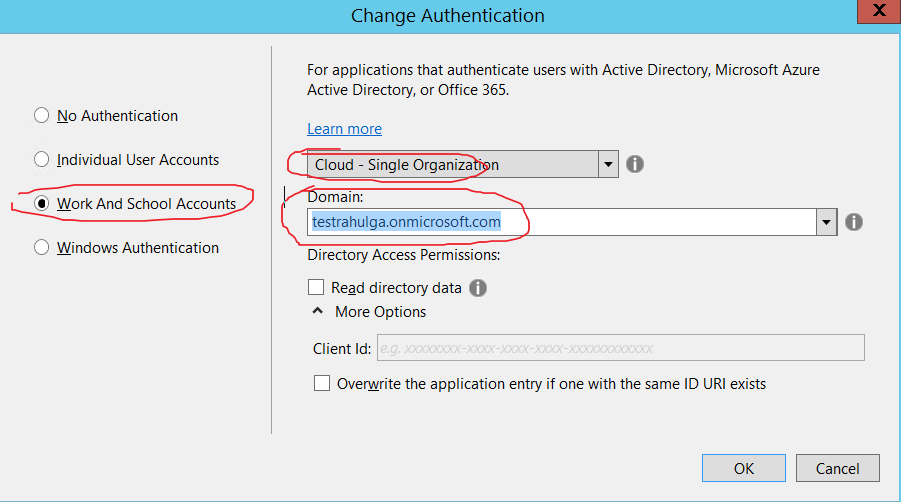 Change Authentication
X
For applications that authenticate users with Active Directory, Microsoft Azure
Active Directory, or Office 365.
No Authentication
Learn more
Individual User Accounts
Cloud - Single Organization
i
Work And School Accounts
Domain:
testrahulga.onmicrosoft.com
i
Windows Authentication
Directory Access Permissions:
Read directory data
i
More Options
Client Id:
e.g. xxxxxxxx-xxxx-xxxx-xxxx-xxxxxxxxxxxx
Overwrite the application entry if one with the same ID URI exists
OK
Cancel